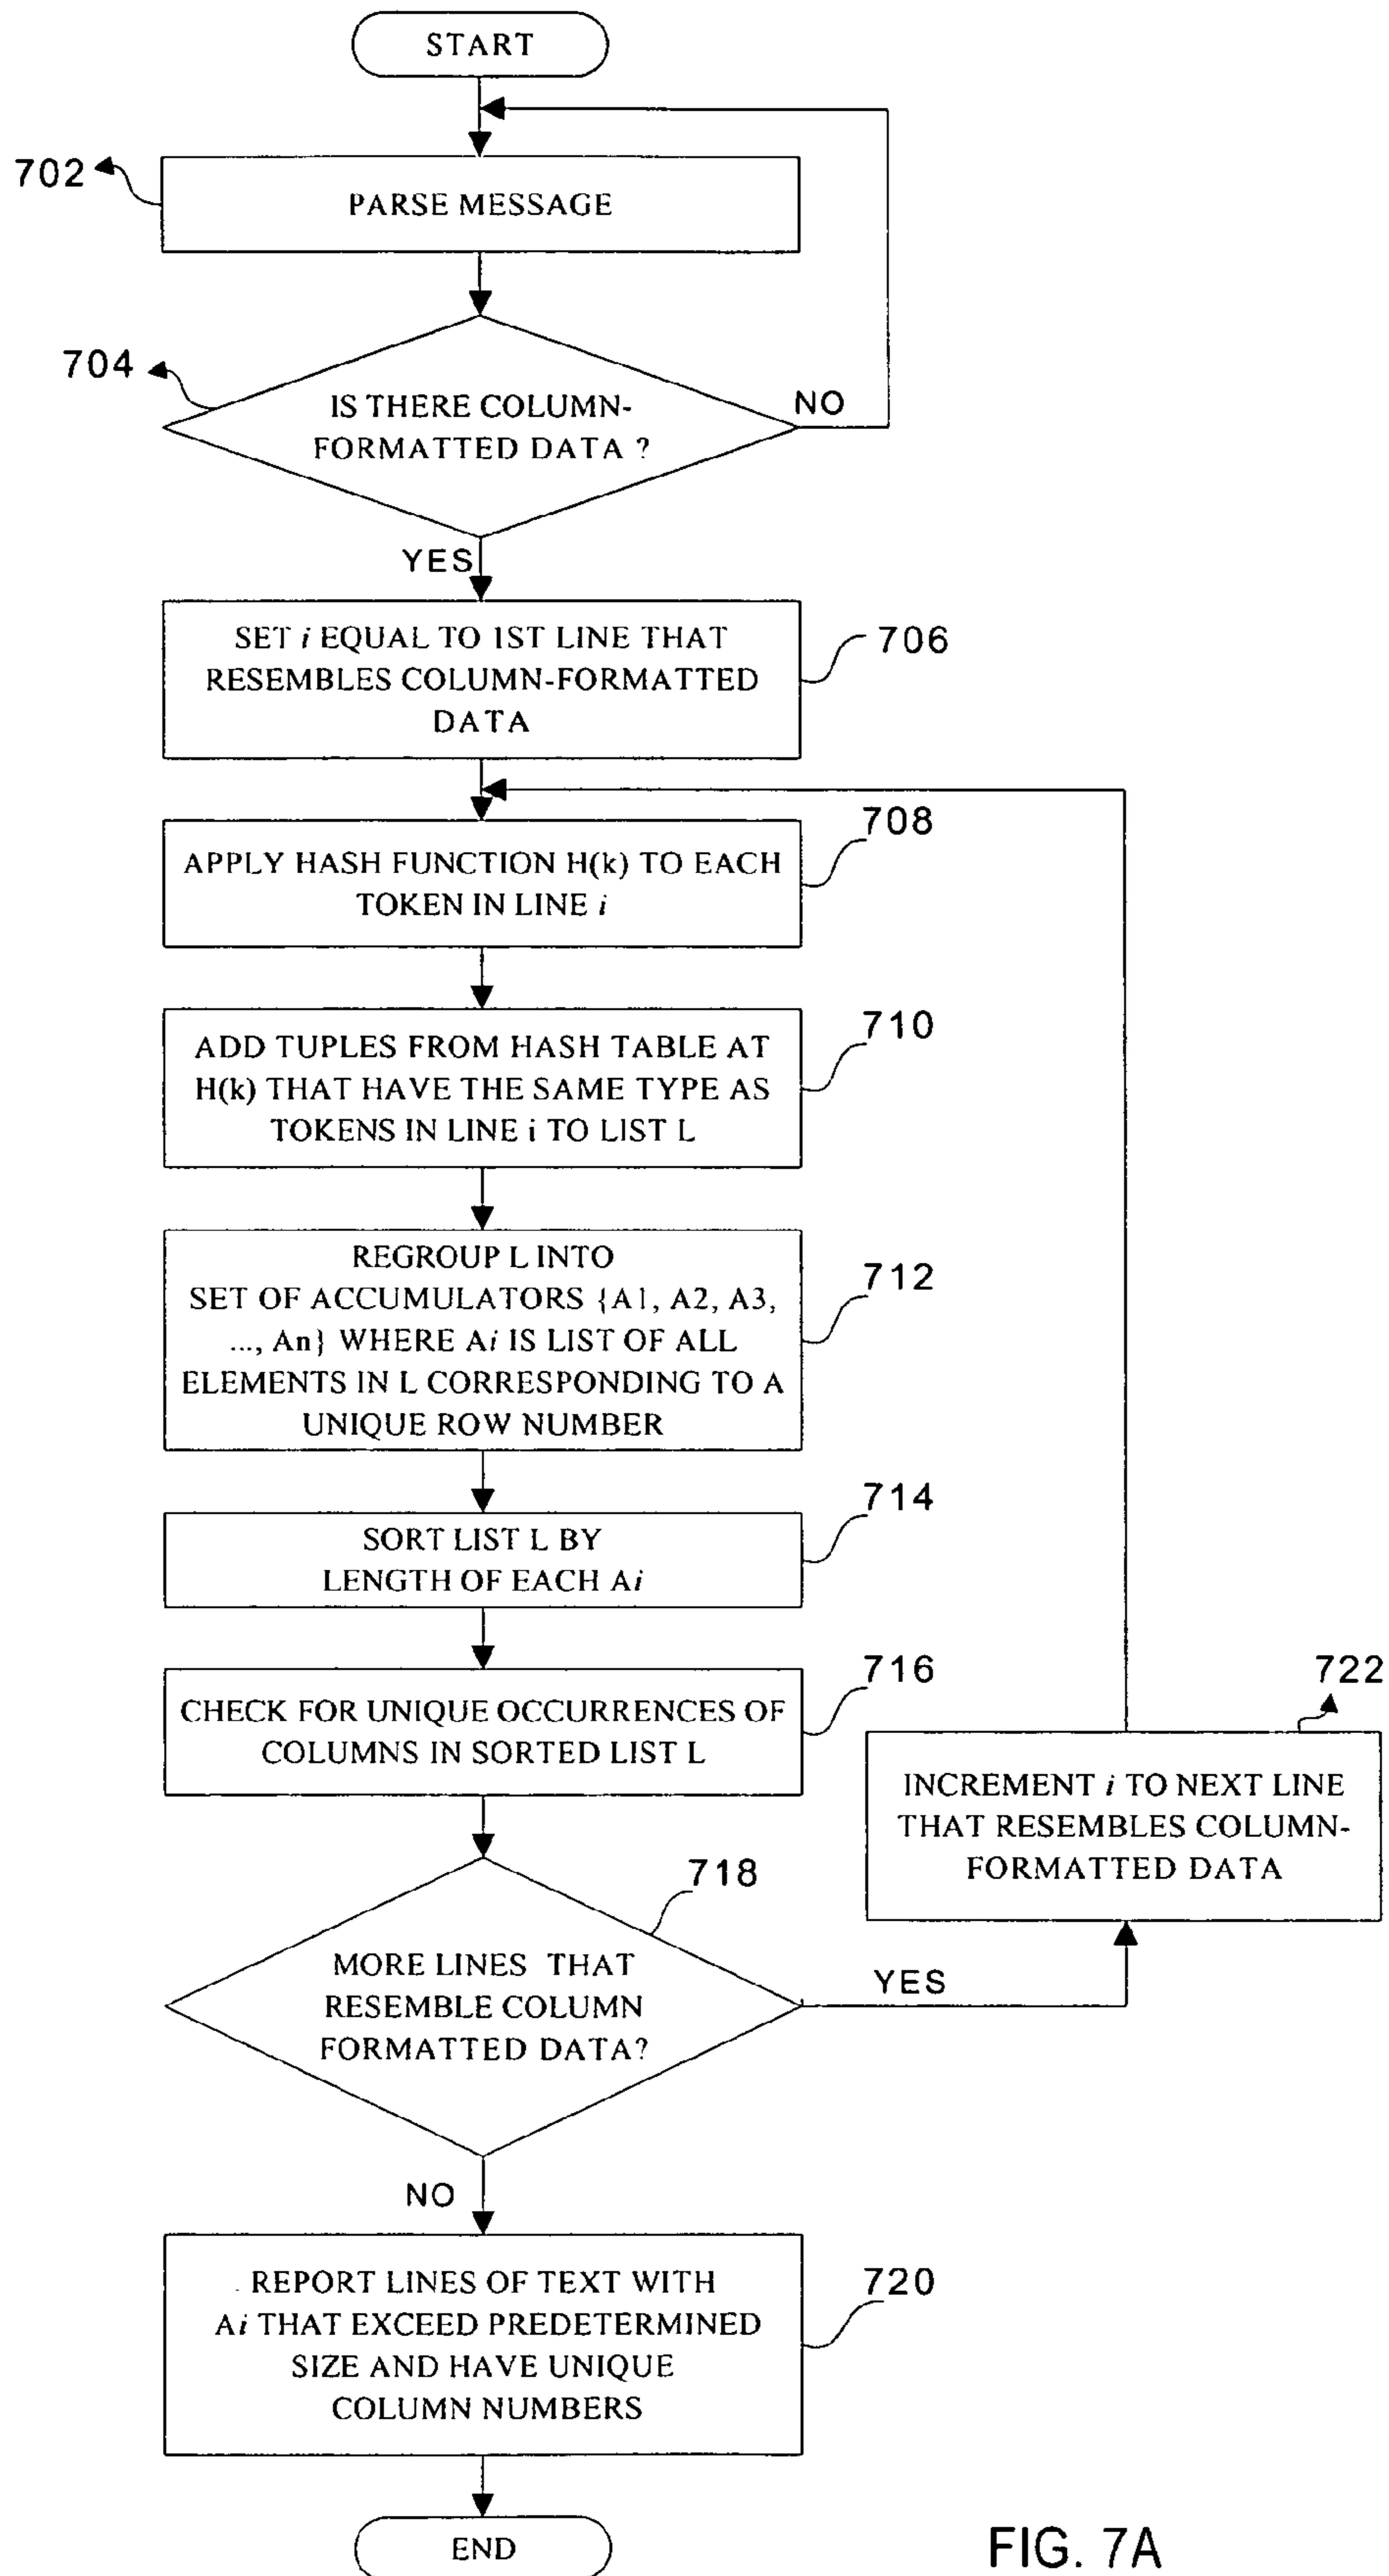 START
702
PARSE MESSAGE
704
IS THERE COLUMN-
FORMATTED DATA ?
NO
YES
SET i EQUAL TO 1ST LINE THAT
RESEMBLES COLUMN-FORMATTED
DATA
706
708
APPLY HASH FUNCTION H(k) TO EACH
TOKEN IN LINE i
710
ADD TUPLES FROM HASH TABLE AT
H(k) THAT HAVE THE SAME TYPE AS
TOKENS IN LINE i TO LIST L
712
REGROUP L INTO
SET OF ACCUMULATORS {A1, A2, A3,
..., An} WHERE Ai IS LIST OF ALL
ELEMENTS IN L CORRESPONDING TO A
UNIQUE ROW NUMBER
714
SORT LIST L BY
LENGTH OF EACH Ai
716
CHECK FOR UNIQUE OCCURRENCES OF
COLUMNS IN SORTED LIST L
722
INCREMENT i TO NEXT LINE
THAT RESEMBLES COLUMN-
FORMATTED DATA
718
MORE LINES THAT
RESEMBLE COLUMN
FORMATTED DATA?
YES
NO
720
REPORT LINES OF TEXT WITH
Ai THAT EXCEED PREDETERMINED
SIZE AND HAVE UNIQUE
COLUMN NUMBERS
END
FIG. 7A